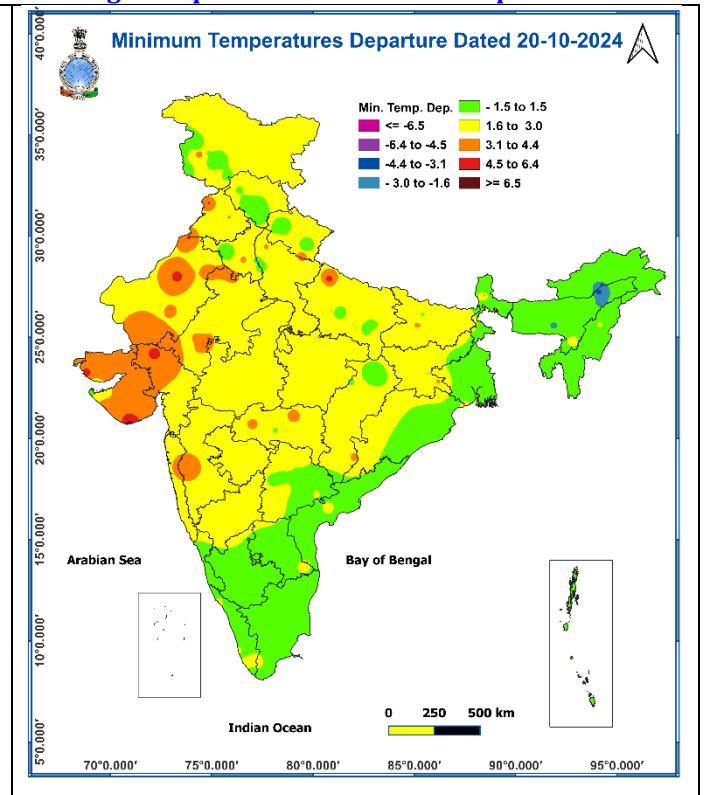 Minimum Temperatures Departure Dated 20-10-2024
Min. Temp. Dep.
<= -6.5
-6.4 to -4.5
-4.4 to -3.1
- 3.0 to -1.6
- 1.5 to 1.5
1.6 to 3.0
3.1 to 4.4
4.5 to 6.4
>= 6.5
40°0.000'
35°0.000'
30°0.000'
25°0.000'
20°0.000'
15°0.000'
10°0.000'
5°0.000'
Arabian Sea
Bay of Bengal
Indian Ocean
0 250 500 km
70°0.000' 75°0.000' 80°0.000' 85°0.000' 90°0.000' 95°0.000'